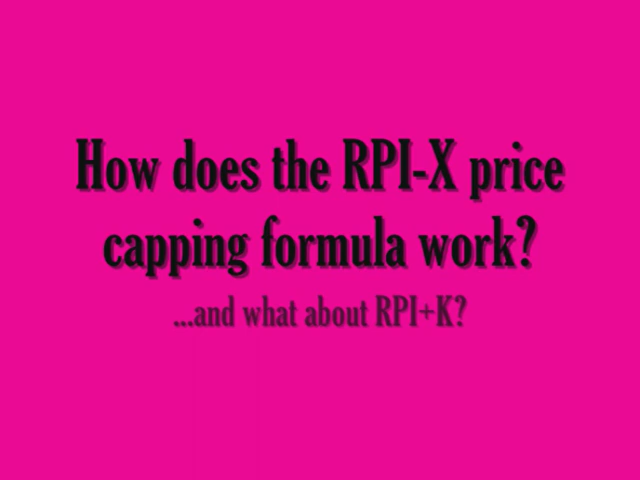 How does the RPI-X price
capping formula work?
...and what about RPI+K?